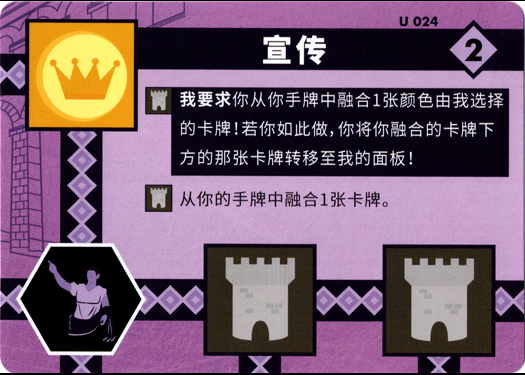 U 024
宣传
2
我要求你从你手牌中融合1张颜色由我选择
的卡牌!若你如此做,你将你融合的卡牌下
方的那张卡牌转移至我的面板!
从你的手牌中融合1张卡牌。